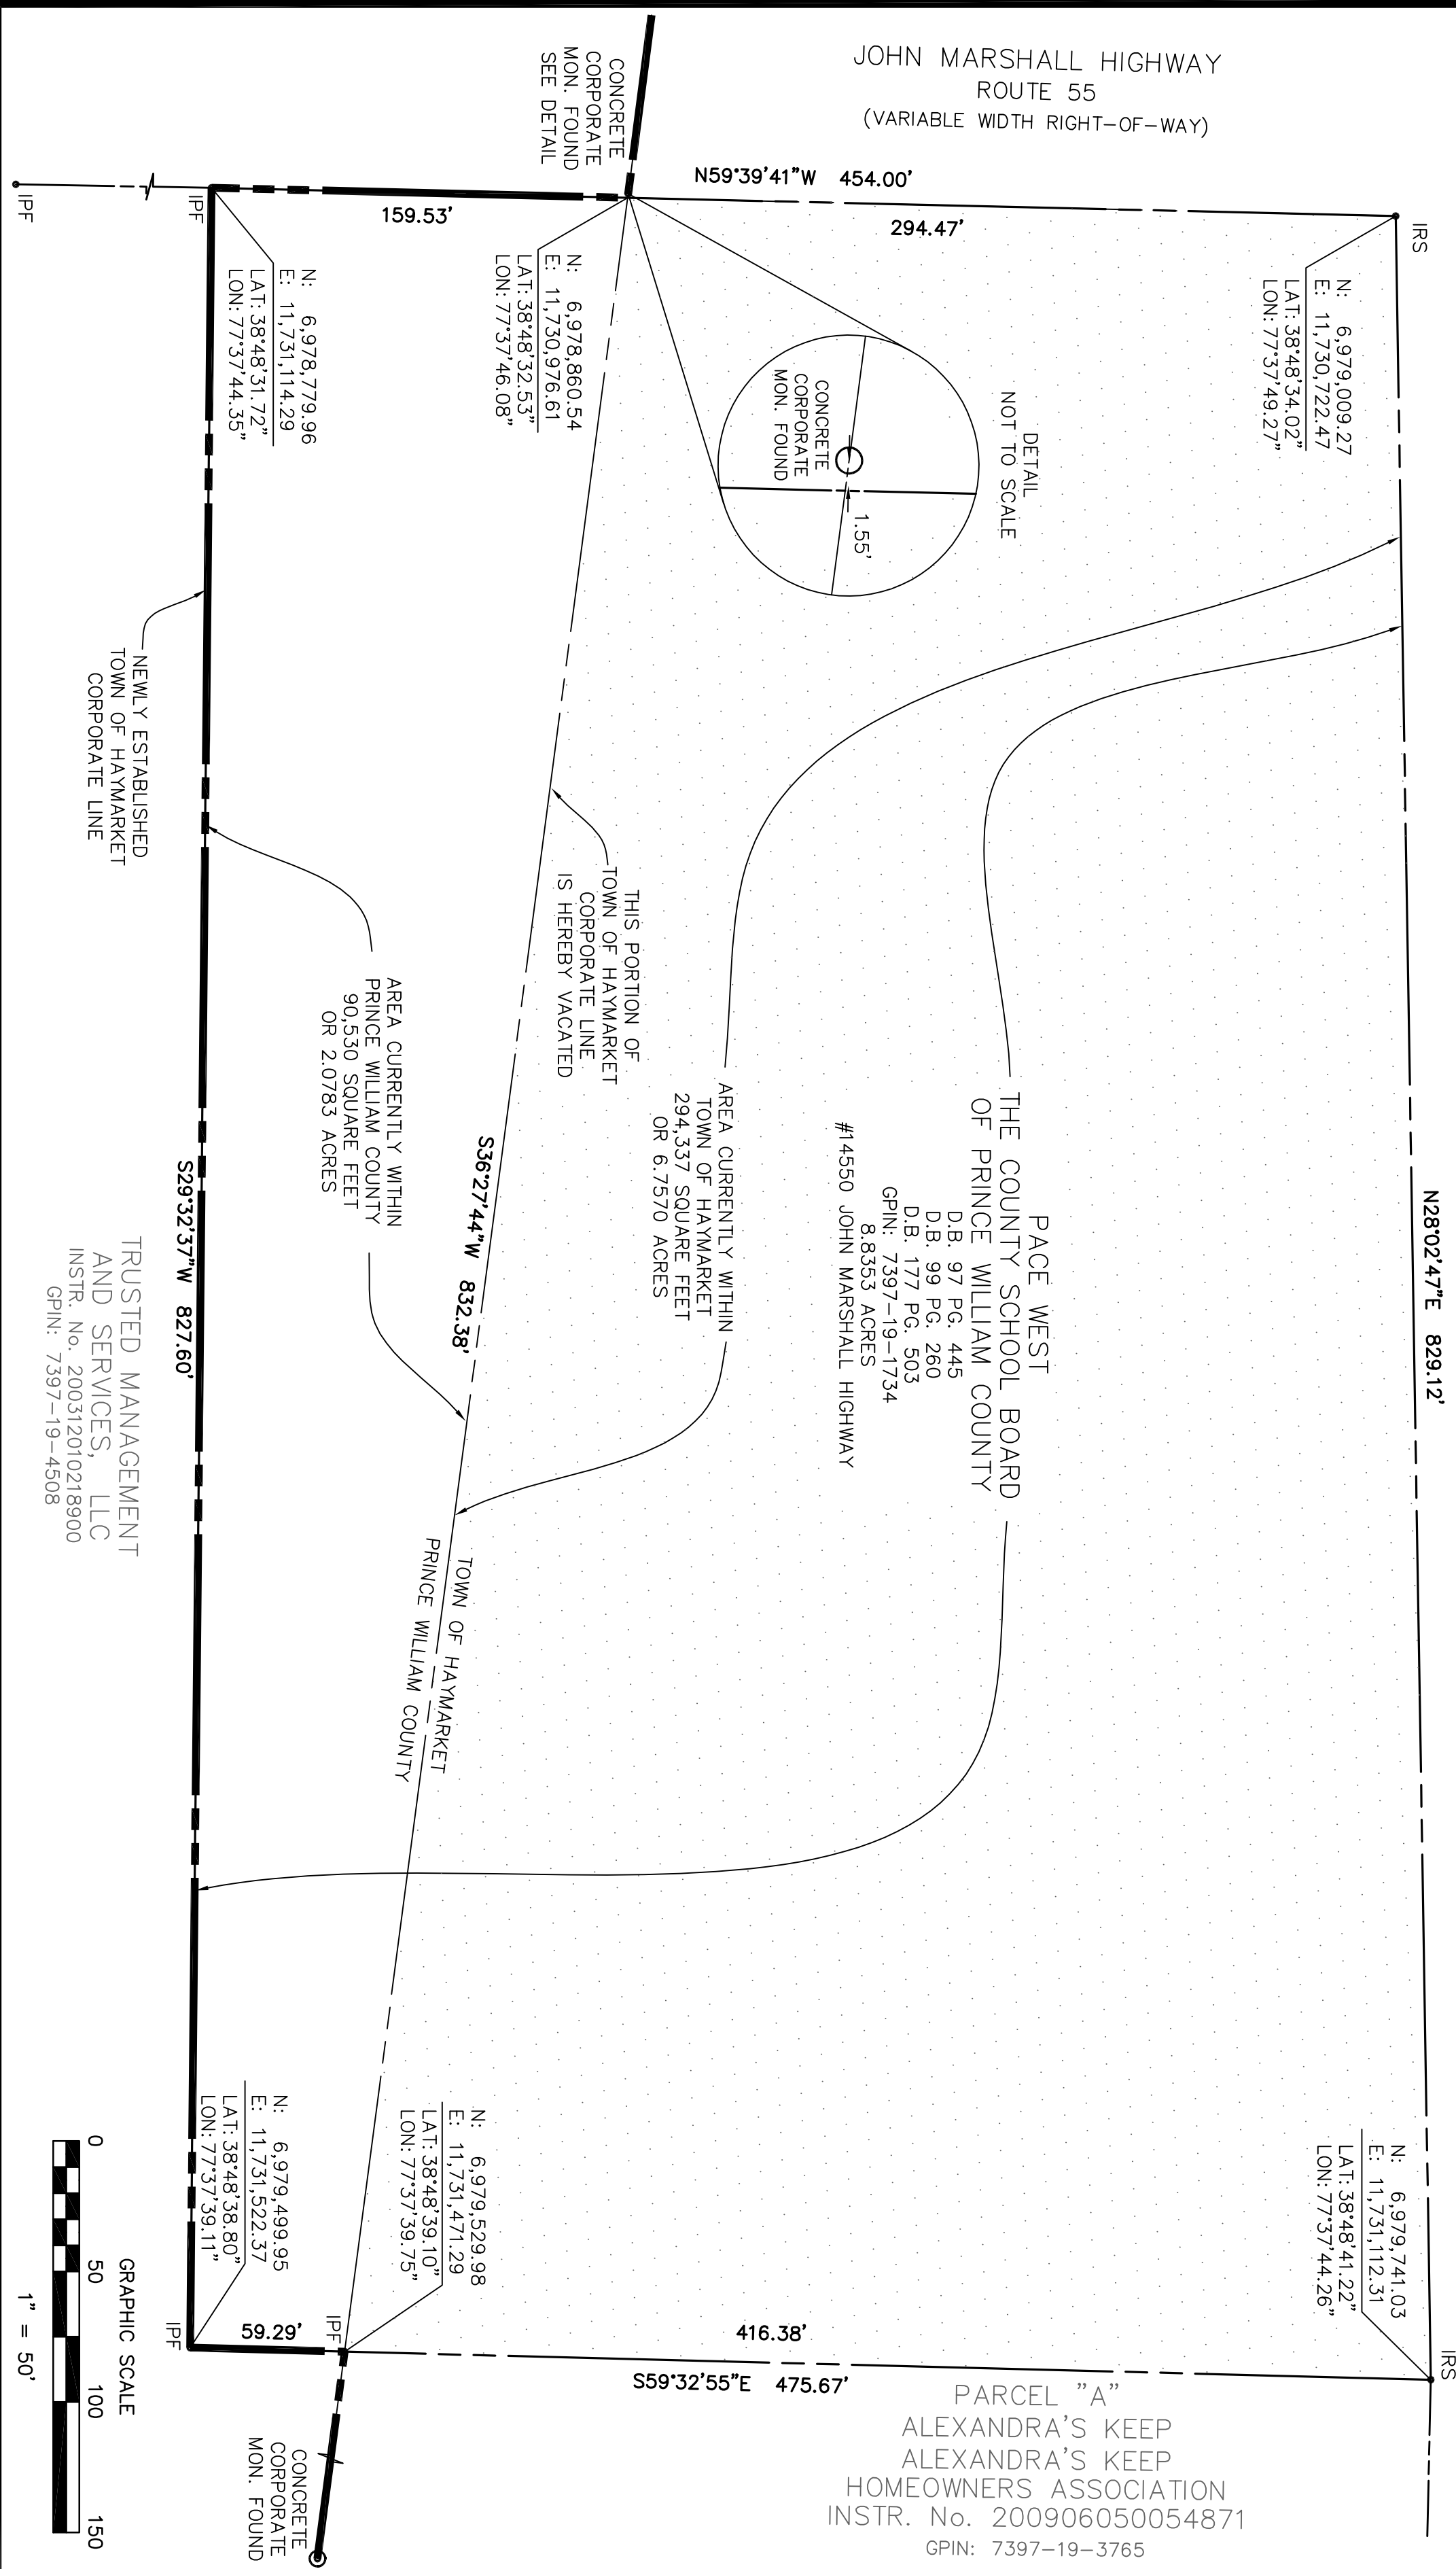 JOHN MARSHALL HIGHWAY
ROUTE 55
(VARIABLE WIDTH RIGHT-OF-WAY)
CONCRETE
CORPORATE
MON. FOUND
SEE DETAIL
N59°39'41"W 454.00'
159.53'
294.47'
IPF
IPF
IRS
N: 6,979,009.27
E: 11,730,722.47
LAT: 38°48'34.02"
LON: 77°37'49.27"
N: 6,978,860.54
E: 11,730,976.61
LAT: 38°48'32.53"
LON: 77°37'46.08"
N: 6,978,779.96
E: 11,731,114.29
LAT: 38°48'31.72"
LON: 77°37'44.35"
DETAIL
NOT TO SCALE
CONCRETE
CORPORATE
MON. FOUND
1.55'
NEWLY ESTABLISHED
TOWN OF HAYMARKET
CORPORATE LINE
THIS PORTION OF
TOWN OF HAYMARKET
CORPORATE LINE
IS HEREBY VACATED
AREA CURRENTLY WITHIN
PRINCE WILLIAM COUNTY
90,530 SQUARE FEET
OR 2.0783 ACRES
AREA CURRENTLY WITHIN
TOWN OF HAYMARKET
294,337 SQUARE FEET
OR 6.7570 ACRES
PACE WEST
THE COUNTY SCHOOL BOARD
OF PRINCE WILLIAM COUNTY
D.B. 97 PG. 445
D.B. 99 PG. 260
D.B. 177 PG. 503
GPIN: 7397-19-1734
8.8353 ACRES
#14550 JOHN MARSHALL HIGHWAY
N28°02'47"E 829.12'
S36°27'44"W 832.38'
S29°32'37"W 827.60'
TRUSTED MANAGEMENT
AND SERVICES, LLC
INSTR. No. 200312010218900
GPIN: 7397-19-4508
TOWN OF HAYMARKET
PRINCE WILLIAM COUNTY
N: 6,979,741.03
E: 11,731,112.31
LAT: 38°48'41.22"
LON: 77°37'44.26"
N: 6,979,529.98
E: 11,731,471.29
LAT: 38°48'39.10"
LON: 77°37'39.75"
N: 6,979,499.95
E: 11,731,522.37
LAT: 38°48'38.80"
LON: 77°37'39.11"
IRS
IPF
IPF
59.29'
416.38'
S59°32'55"E 475.67'
PARCEL "A"
ALEXANDRA'S KEEP
ALEXANDRA'S KEEP
HOMEOWNERS ASSOCIATION
INSTR. No. 200906050054871
GPIN: 7397-19-3765
CONCRETE
CORPORATE
MON. FOUND
GRAPHIC SCALE
0 50 100 150
1" = 50'